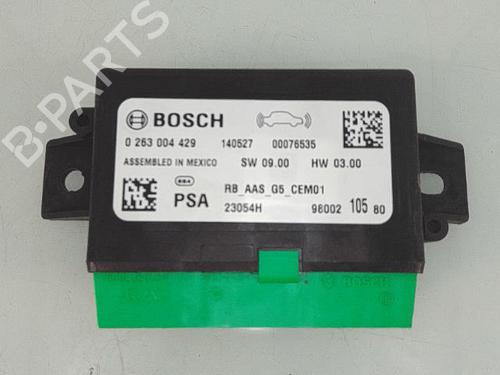 B-PARTS
BOSCH
0 263 004 429 140527 00076535
ASSEMBLED IN MEXICO SW 09.00 HW 03.00
RB_AAS_G5_CEM01
PSA 23054H 98002 105 80
BOSCH